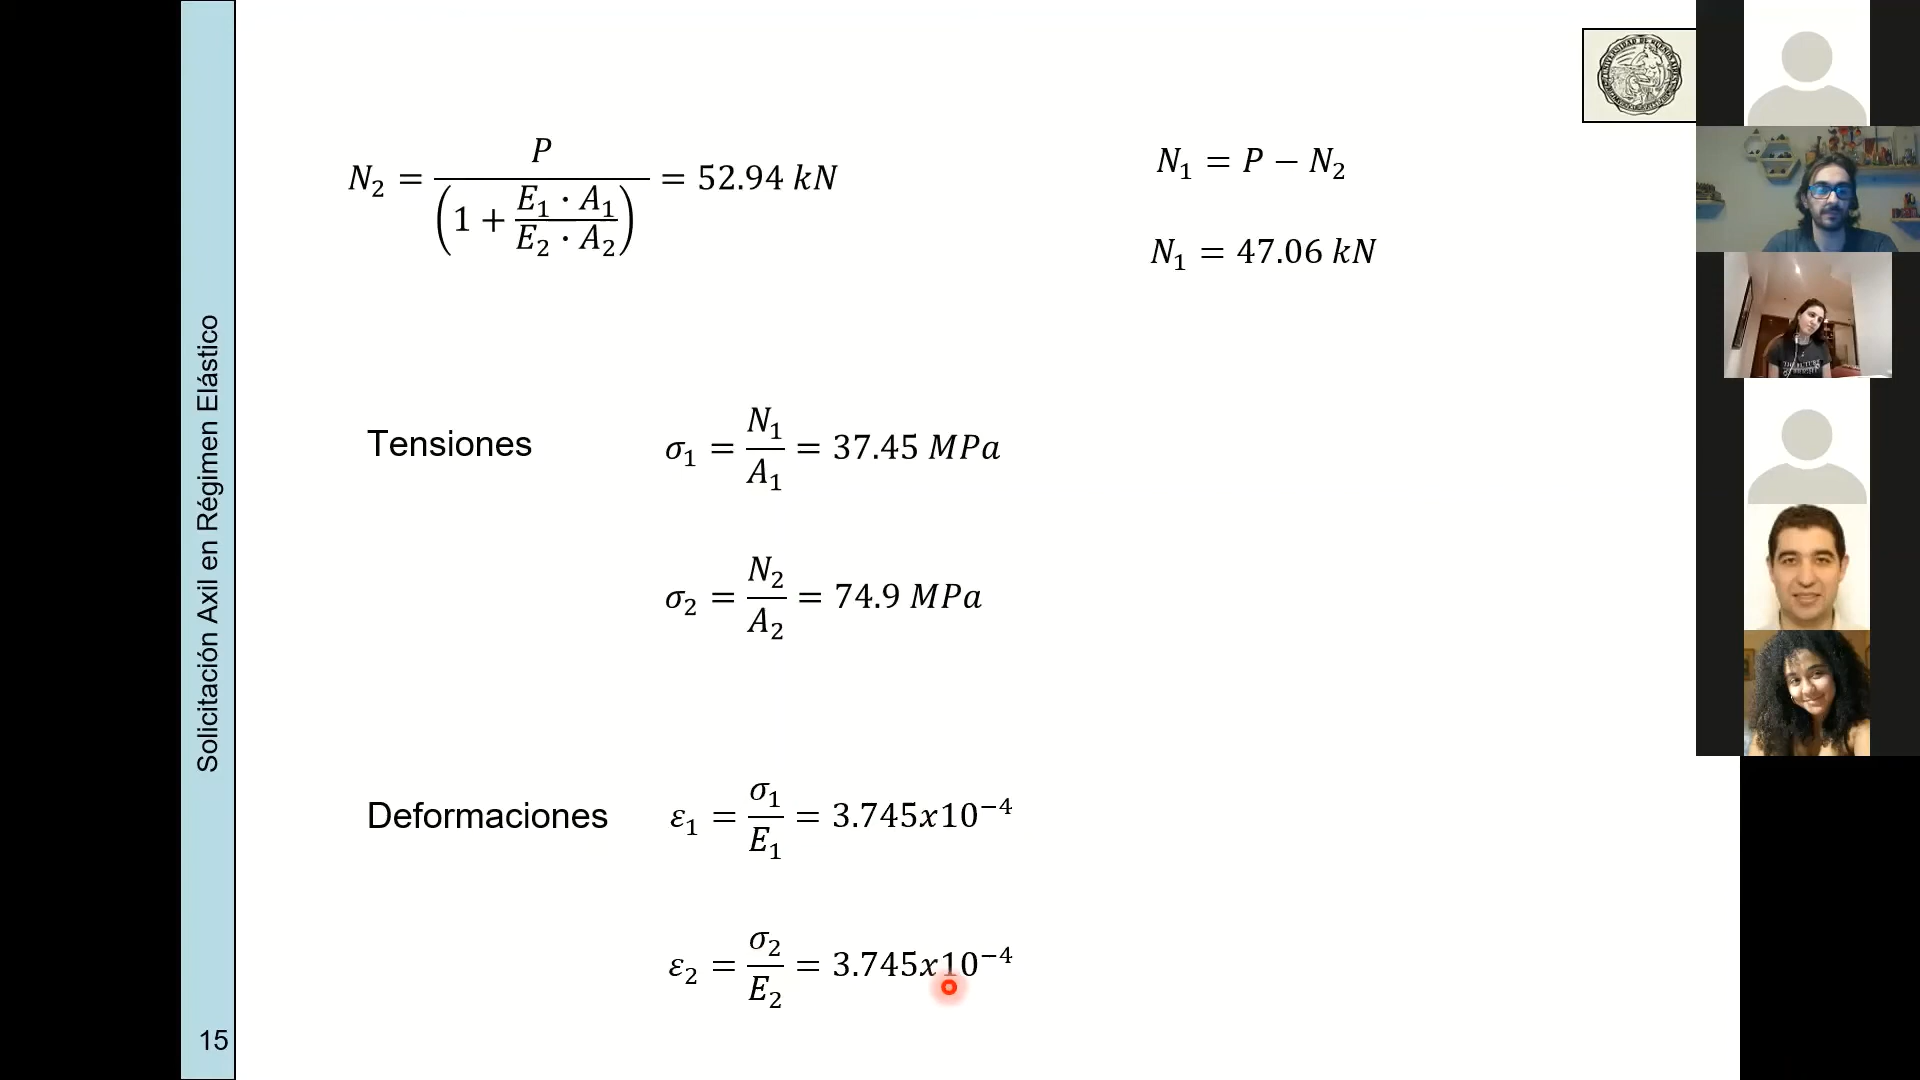 N₂ = P / (1 + (E₁ · A₁)/(E₂ · A₂)) = 52.94 kN
N₁ = P − N₂
N₁ = 47.06 kN
Tensiones σ₁ = N₁/A₁ = 37.45 MPa
σ₂ = N₂/A₂ = 74.9 MPa
Deformaciones ε₁ = σ₁/E₁ = 3.745x10⁻⁴
ε₂ = σ₂/E₂ = 3.745x10⁻⁴
Solicitación Axil en Régimen Elástico
15